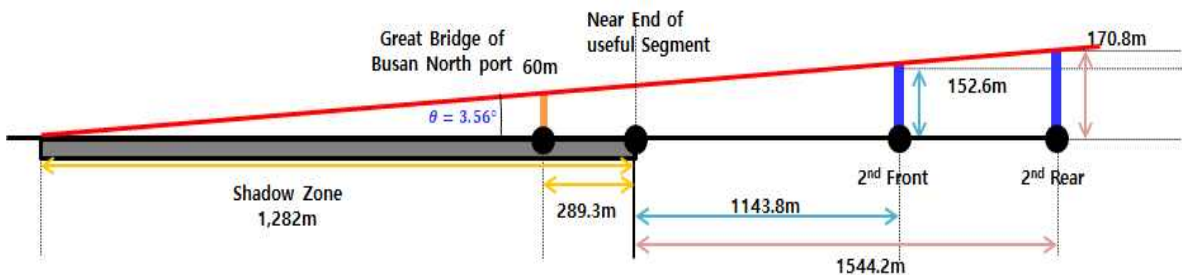 Near End of
useful Segment
Great Bridge of
Busan North port
60m
170.8m
152.6m
θ = 3.56°
2nd Front
2nd Rear
Shadow Zone
1,282m
289.3m
1143.8m
1544.2m